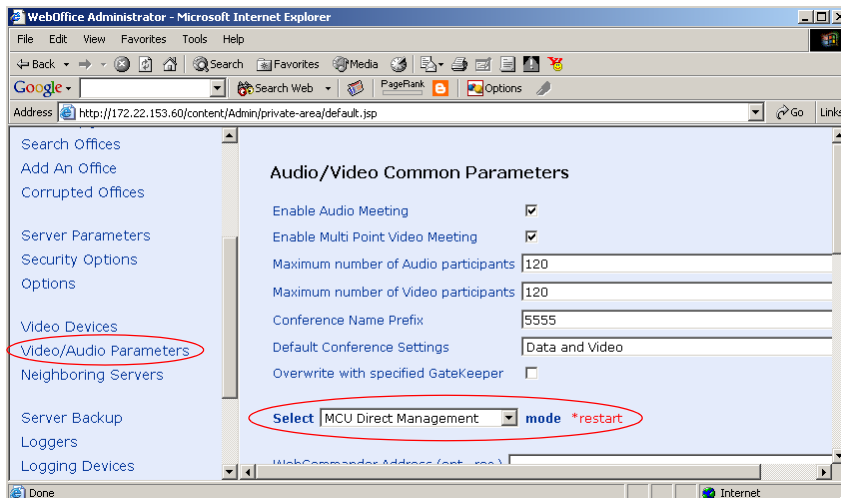 WebOffice Administrator - Microsoft Internet Explorer
File Edit View Favorites Tools Help
Back Search Favorites Media
Google Search Web PageRank Options
Address http://172.22.153.60/content/Admin/private-area/default.jsp Go Links
Search Offices
Add An Office
Corrupted Offices
Server Parameters
Security Options
Options
Video Devices
Video/Audio Parameters
Neighboring Servers
Server Backup
Loggers
Logging Devices
Audio/Video Common Parameters
Enable Audio Meeting
Enable Multi Point Video Meeting
Maximum number of Audio participants 120
Maximum number of Video participants 120
Conference Name Prefix 5555
Default Conference Settings Data and Video
Overwrite with specified GateKeeper
Select MCU Direct Management mode *restart
WebCommander Address (opt.-req.)
Done Internet